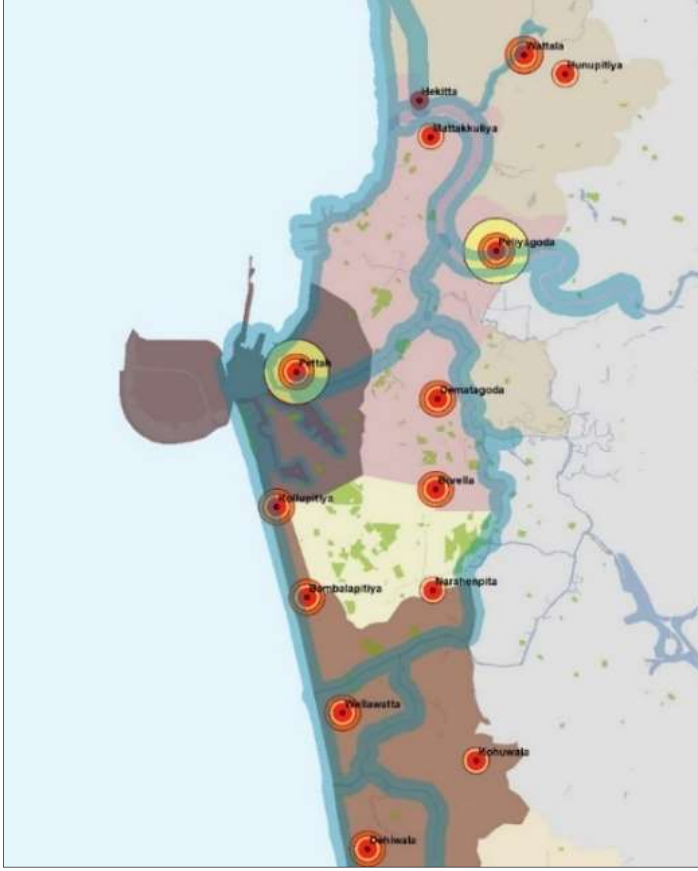 Wattala
Hunupitiya
Hekitta
Mattakkuliya
Peliyagoda
Pettah
Dematagoda
Borella
Kollupitiya
Narahenpita
Bambalapitiya
Wellawatta
Kohuwala
Dehiwala